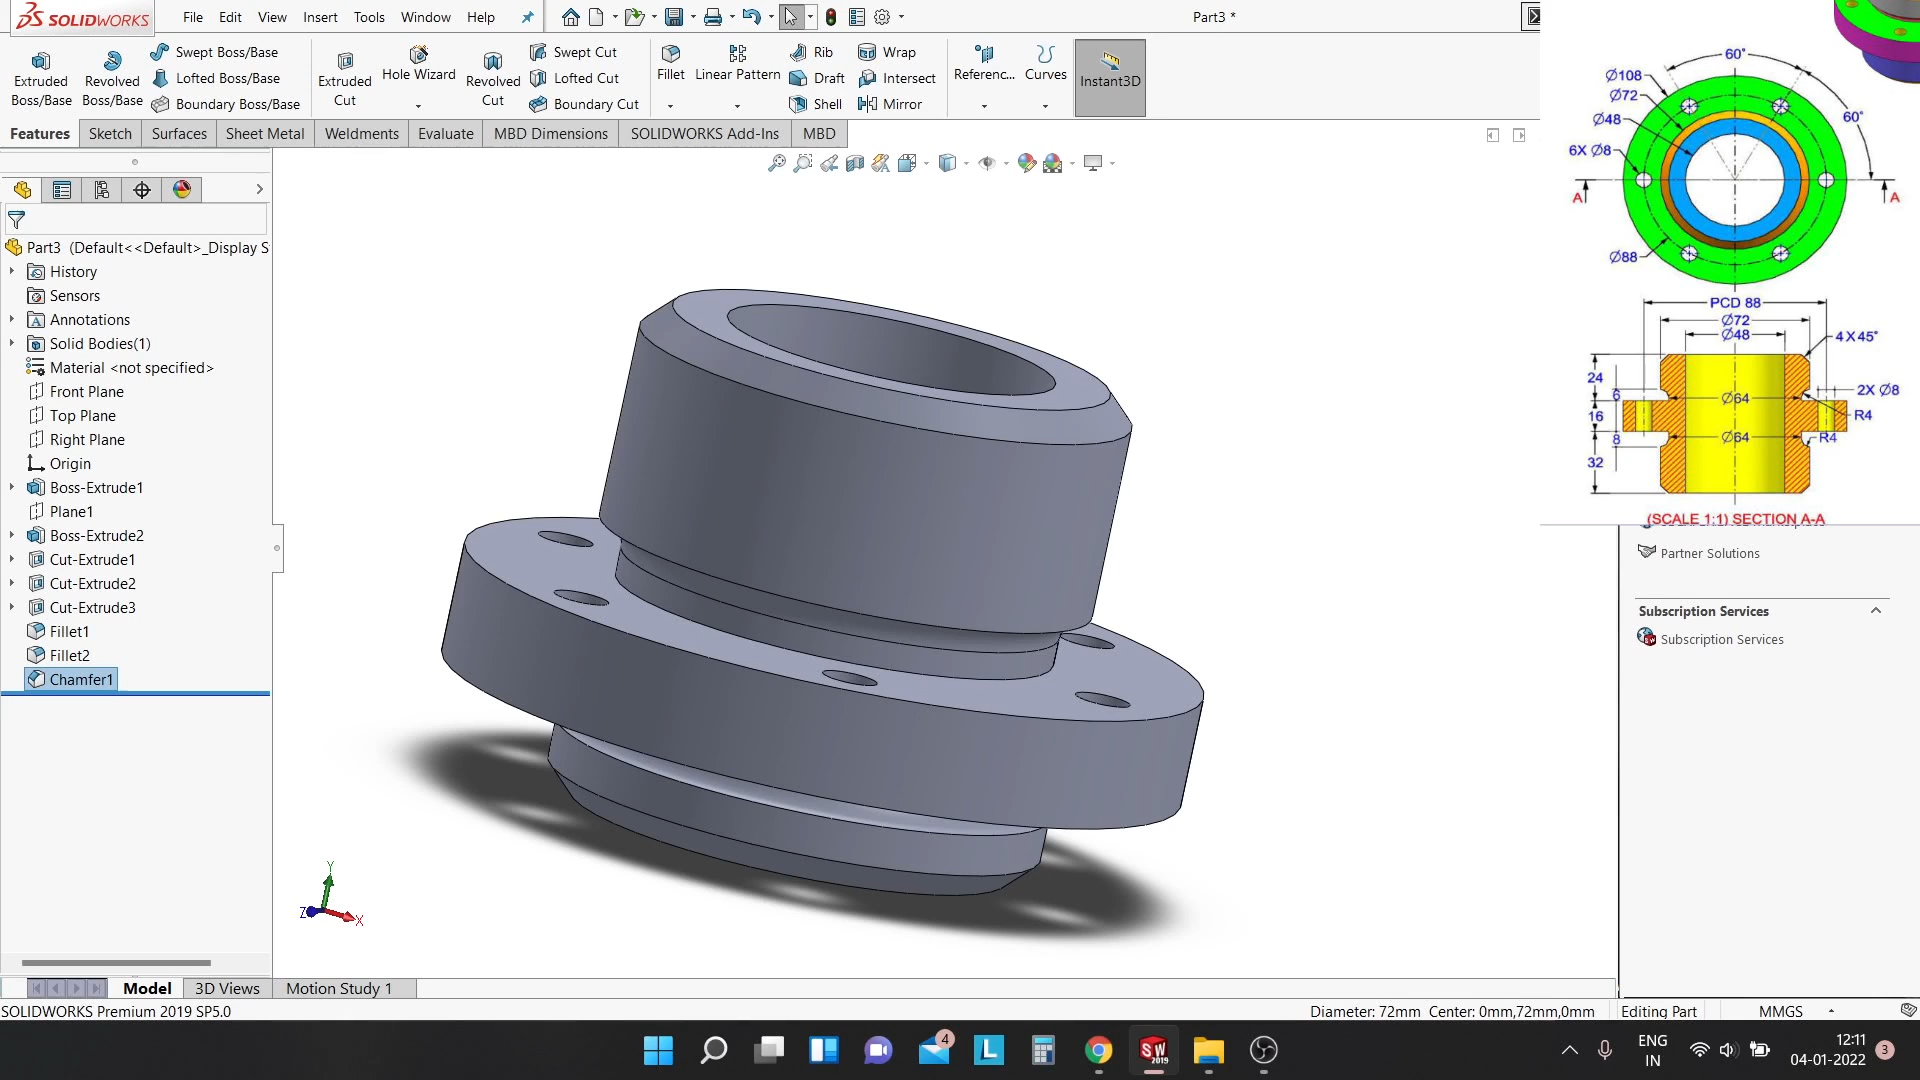 SOLIDWORKS
File Edit View Insert Tools Window Help
Part3 *
Extruded Boss/Base
Revolved Boss/Base
Swept Boss/Base
Lofted Boss/Base
Boundary Boss/Base
Extruded Cut
Hole Wizard
Revolved Cut
Swept Cut
Lofted Cut
Boundary Cut
Fillet
Linear Pattern
Rib
Draft
Shell
Wrap
Intersect
Mirror
Referenc...
Curves
Instant3D
Features Sketch Surfaces Sheet Metal Weldments Evaluate MBD Dimensions SOLIDWORKS Add-Ins MBD
Part3 (Default<<Default>_Display S
History
Sensors
Annotations
Solid Bodies(1)
Material <not specified>
Front Plane
Top Plane
Right Plane
Origin
Boss-Extrude1
Plane1
Boss-Extrude2
Cut-Extrude1
Cut-Extrude2
Cut-Extrude3
Fillet1
Fillet2
Chamfer1
Y
Z
X
60°
Ø108
Ø72
Ø48
60°
6X Ø8
A
A
Ø88
PCD 88
Ø72
Ø48
4X45°
24
6
2X Ø8
Ø64
16
R4
8
Ø64
R4
32
(SCALE 1:1) SECTION A-A
Partner Solutions
Subscription Services
Subscription Services
Model 3D Views Motion Study 1
SOLIDWORKS Premium 2019 SP5.0
Diameter: 72mm Center: 0mm,72mm,0mm
Editing Part
MMGS
4
L
SW
2019
ENG
IN
12:11
04-01-2022
3